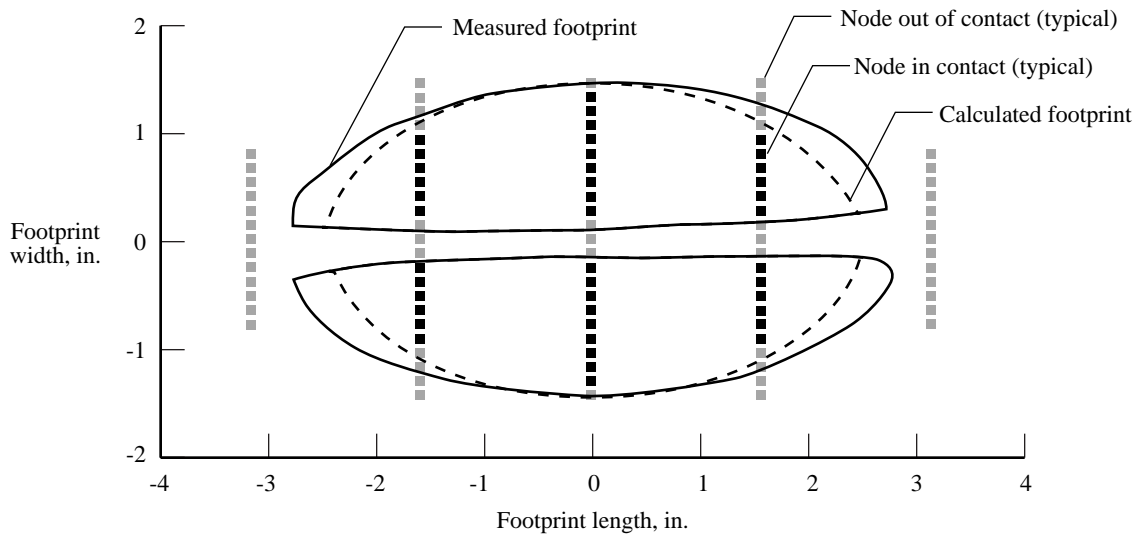 2
Measured footprint
Node out of contact (typical)
Node in contact (typical)
1
Calculated footprint
Footprint
width, in.
0
-1
-2
-4
-3
-2
-1
0
1
2
3
4
Footprint length, in.